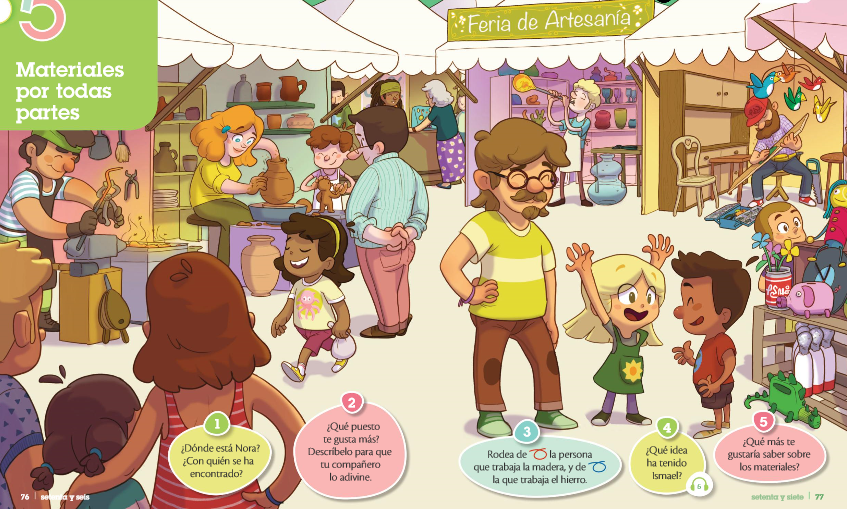 5
Materiales
por todas
partes
Feria de Artesanía
1
¿Dónde está Nora?
¿Con quién se ha
encontrado?
2
¿Qué puesto
te gusta más?
Descríbelo para que
tu compañero
lo adivine.
3
Rodea de la persona
que trabaja la madera, y de
la que trabaja el hierro.
4
¿Qué idea
ha tenido
Ismael?
6
5
¿Qué más te
gustaría saber sobre
los materiales?
76 setenta y seis
setenta y siete 77